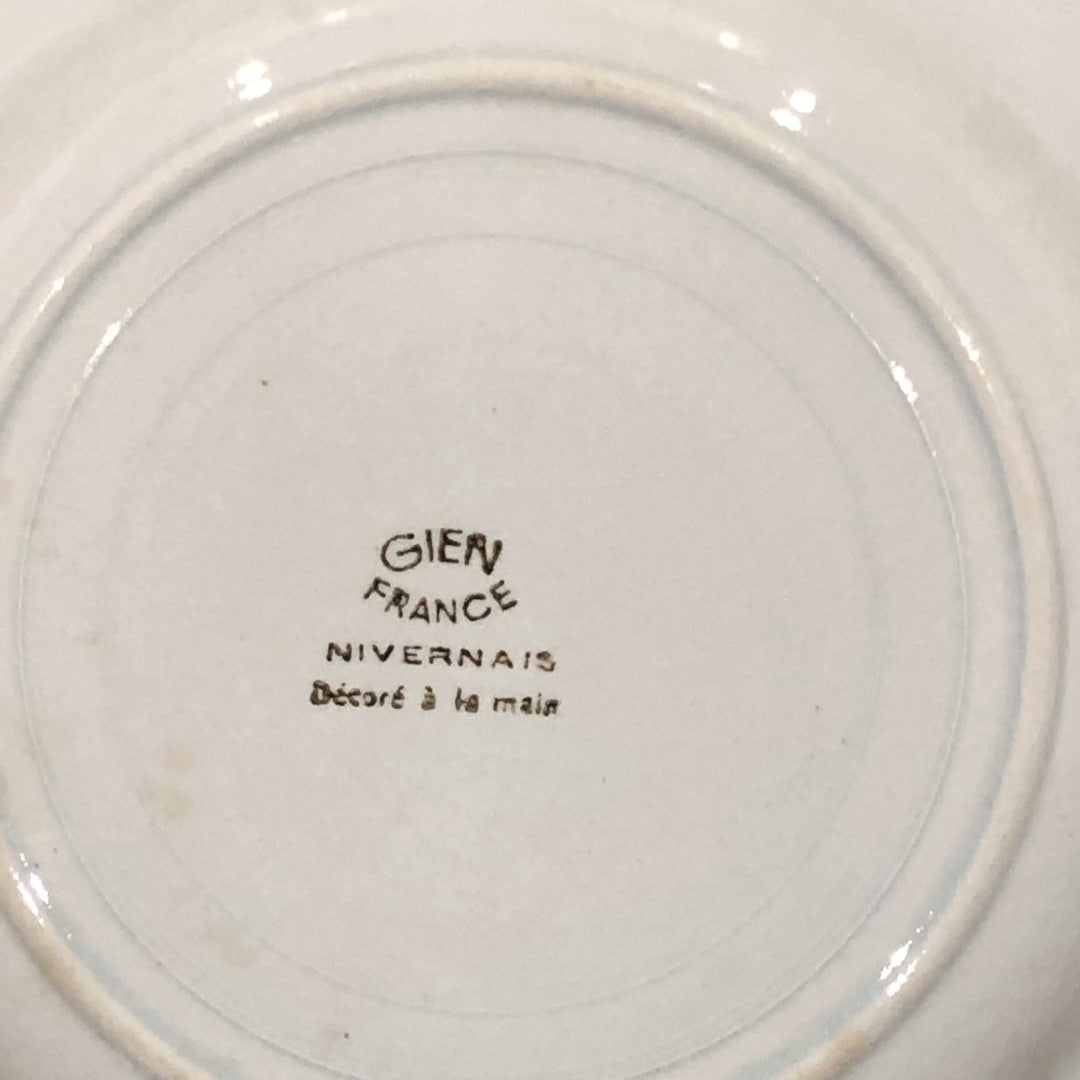 GIEN
FRANCE
NIVERNAIS
Décoré à la main